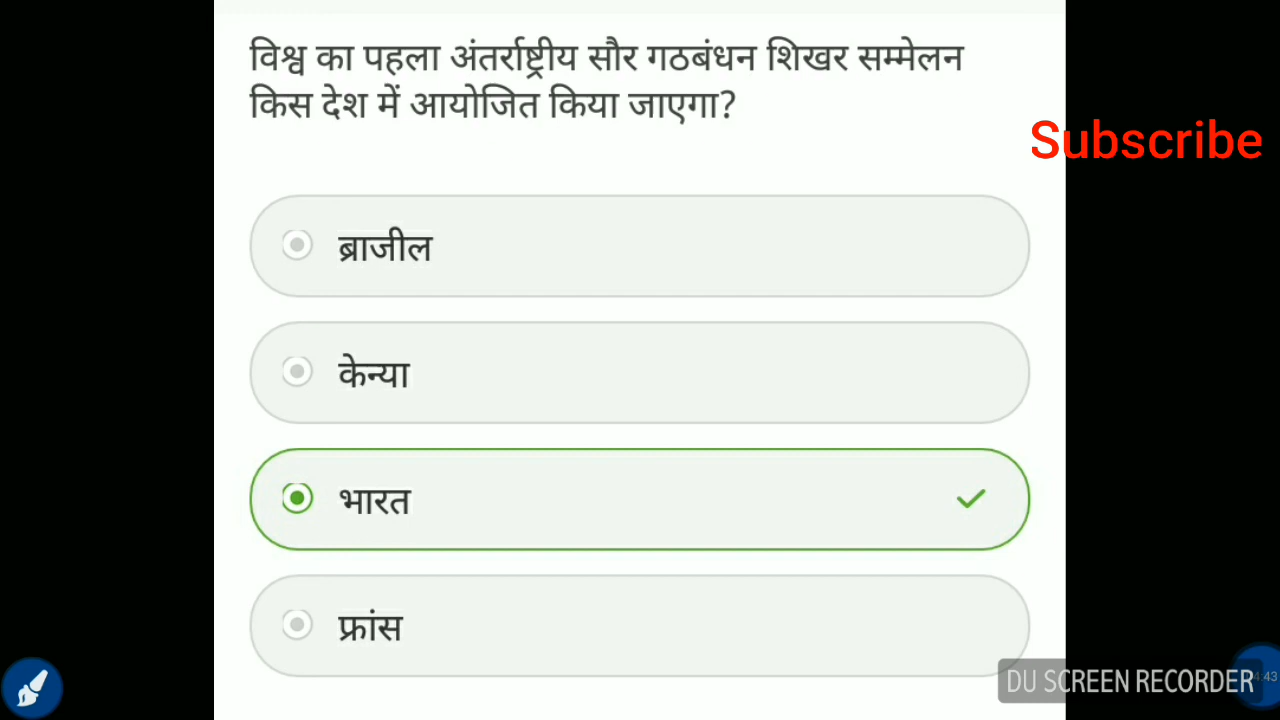 विश्व का पहला अंतर्राष्ट्रीय सौर गठबंधन शिखर सम्मेलन
किस देश में आयोजित किया जाएगा?
Subscribe
ब्राजील
केन्या
भारत
फ्रांस
DU SCREEN RECORDER